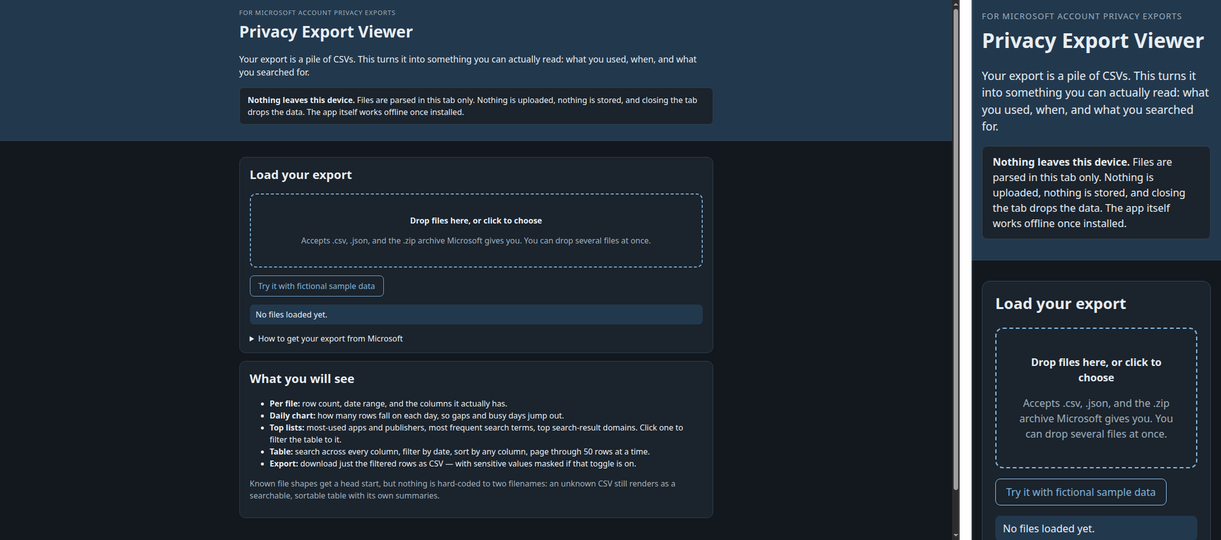 FOR MICROSOFT ACCOUNT PRIVACY EXPORTS
Privacy Export Viewer
Your export is a pile of CSVs. This turns it into something you can actually read: what you used, when, and what
you searched for.
Nothing leaves this device. Files are parsed in this tab only. Nothing is uploaded, nothing is stored, and closing the tab
drops the data. The app itself works offline once installed.
Load your export
Drop files here, or click to choose
Accepts .csv, .json, and the .zip archive Microsoft gives you. You can drop several files at once.
Try it with fictional sample data
No files loaded yet.
▶ How to get your export from Microsoft
What you will see
• Per file: row count, date range, and the columns it actually has.
• Daily chart: how many rows fall on each day, so gaps and busy days jump out.
• Top lists: most-used apps and publishers, most frequent search terms, top search-result domains. Click one to
filter the table to it.
• Table: search across every column, filter by date, sort by any column, page through 50 rows at a time.
• Export: download just the filtered rows as CSV — with sensitive values masked if that toggle is on.
Known file shapes get a head start, but nothing is hard-coded to two filenames: an unknown CSV still renders as a
searchable, sortable table with its own summaries.
FOR MICROSOFT ACCOUNT PRIVACY EXPORTS
Privacy Export Viewer
Your export is a pile of CSVs. This turns it
into something you can actually read: what
you used, when, and what you searched
for.
Nothing leaves this device. Files are
parsed in this tab only. Nothing is
uploaded, nothing is stored, and closing
the tab drops the data. The app itself
works offline once installed.
Load your export
Drop files here, or click to
choose
Accepts .csv, .json, and the .zip
archive Microsoft gives you. You
can drop several files at once.
Try it with fictional sample data
No files loaded yet.